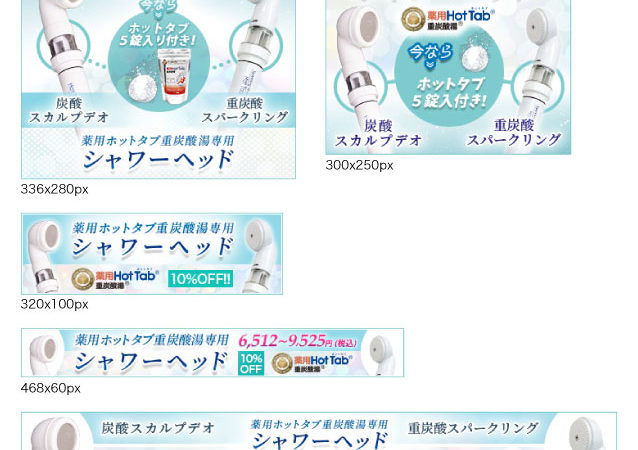 今なら
ホットタブ
5錠入り付き!
炭酸
スカルプデオ
重炭酸
スパークリング
薬用ホットタブ重炭酸湯専用
シャワーヘッド
336x280px
薬用HotTab®
重炭酸湯®
今なら
ホットタブ
5錠入付き!
炭酸
スカルプデオ
重炭酸
スパークリング
300x250px
薬用ホットタブ重炭酸湯専用
シャワーヘッド
薬用HotTab®
重炭酸湯®
10%OFF!!
320x100px
薬用ホットタブ重炭酸湯専用
シャワーヘッド
6,512~9,525円(税込)
10%
OFF
薬用HotTab®
重炭酸湯®
468x60px
炭酸スカルプデオ
薬用ホットタブ重炭酸湯専用
シャワーヘッド
重炭酸スパークリング